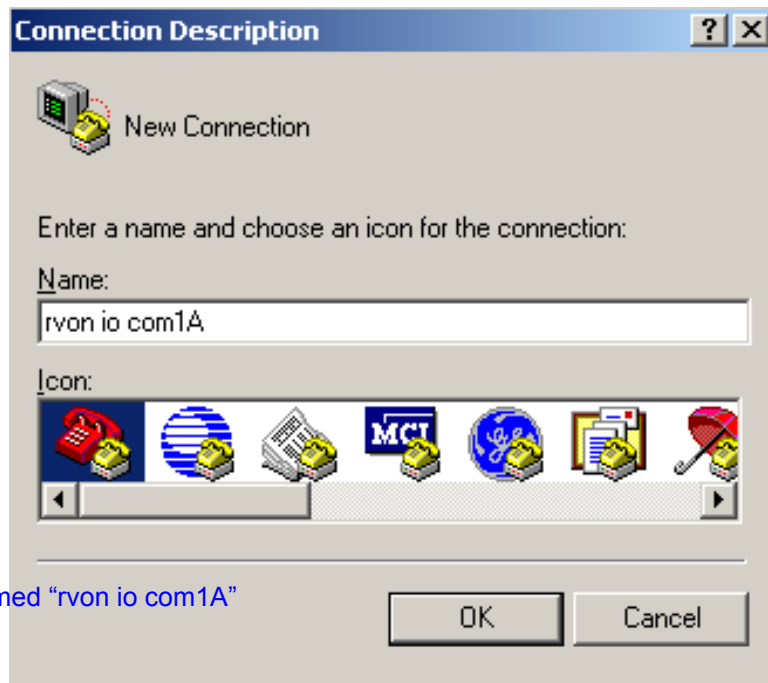 Connection Description
New Connection
Enter a name and choose an icon for the connection:
Name:
rvon io com1A
Icon:
MCI
“rvon io com1A”
OK Cancel